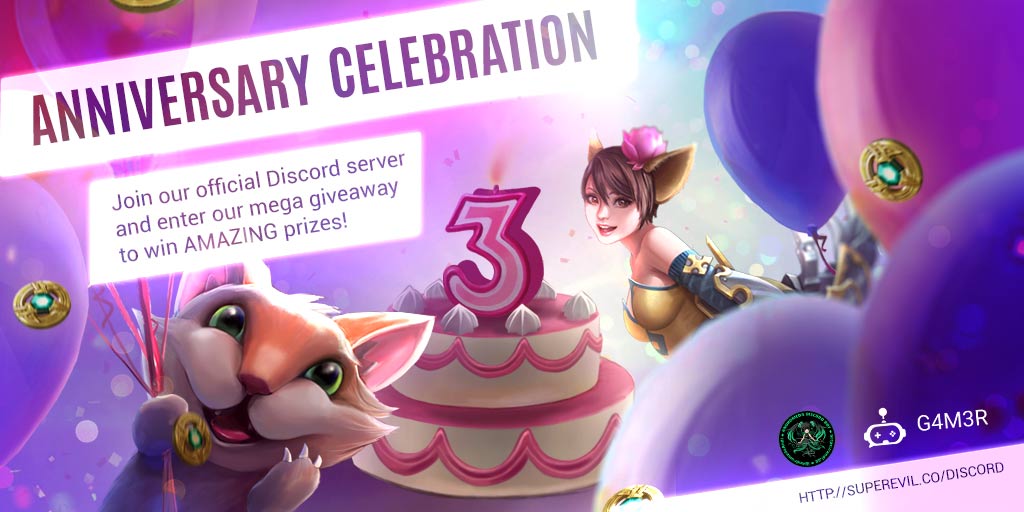 ANNIVERSARY CELEBRATION
Join our official Discord server
and enter our mega giveaway
to win AMAZING prizes!
3
G4M3R
HTTP://SUPEREVIL.CO/DISCORD